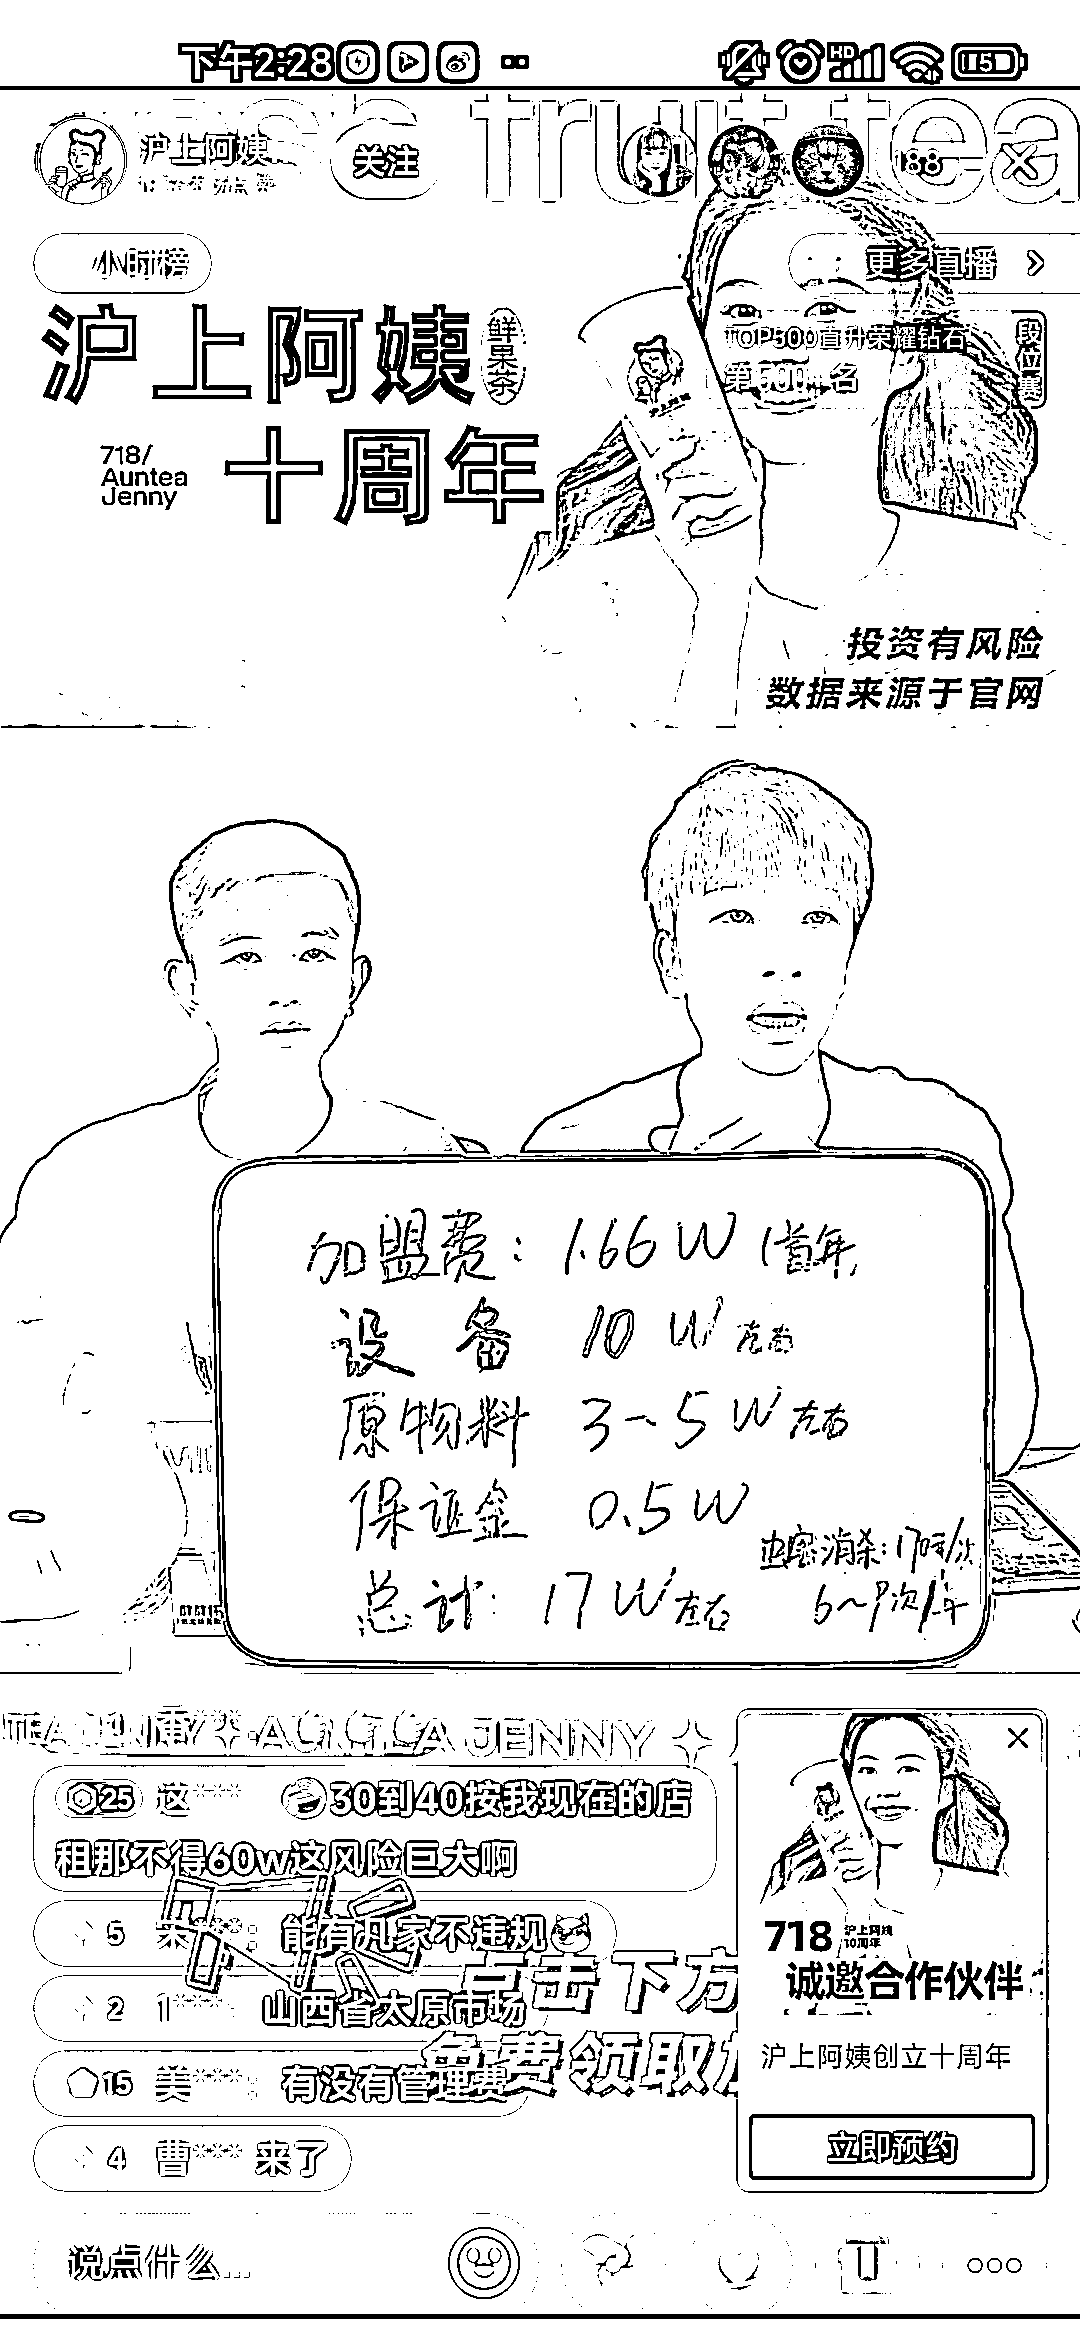 下午2:28
HD 15
fruit tea
沪上阿姨
关注
188
小时榜
更多直播
沪上阿姨 鲜果茶
TOP500首升荣耀钻石
段位赛
第500 名
718/
Auntea
Jenny
十周年
投资有风险
数据来源于官网
加盟费: 1.66W 1首年
设备 10W左右
原物料 3~5W左右
保证金 0.5W
消杀: 170元/次
总计: 17W左右
6~9次/年
JENNY
25 这*** 30到40按我现在的店
租那不得60w这风险巨大啊
5 能有几家不违规
点击下方
2 1*** 山西省太原市场
免费领取
15 美***: 有没有管理费
4 曹*** 来了
718 沪上阿姨
10周年
诚邀合作伙伴
沪上阿姨创立十周年
立即预约
说点什么...